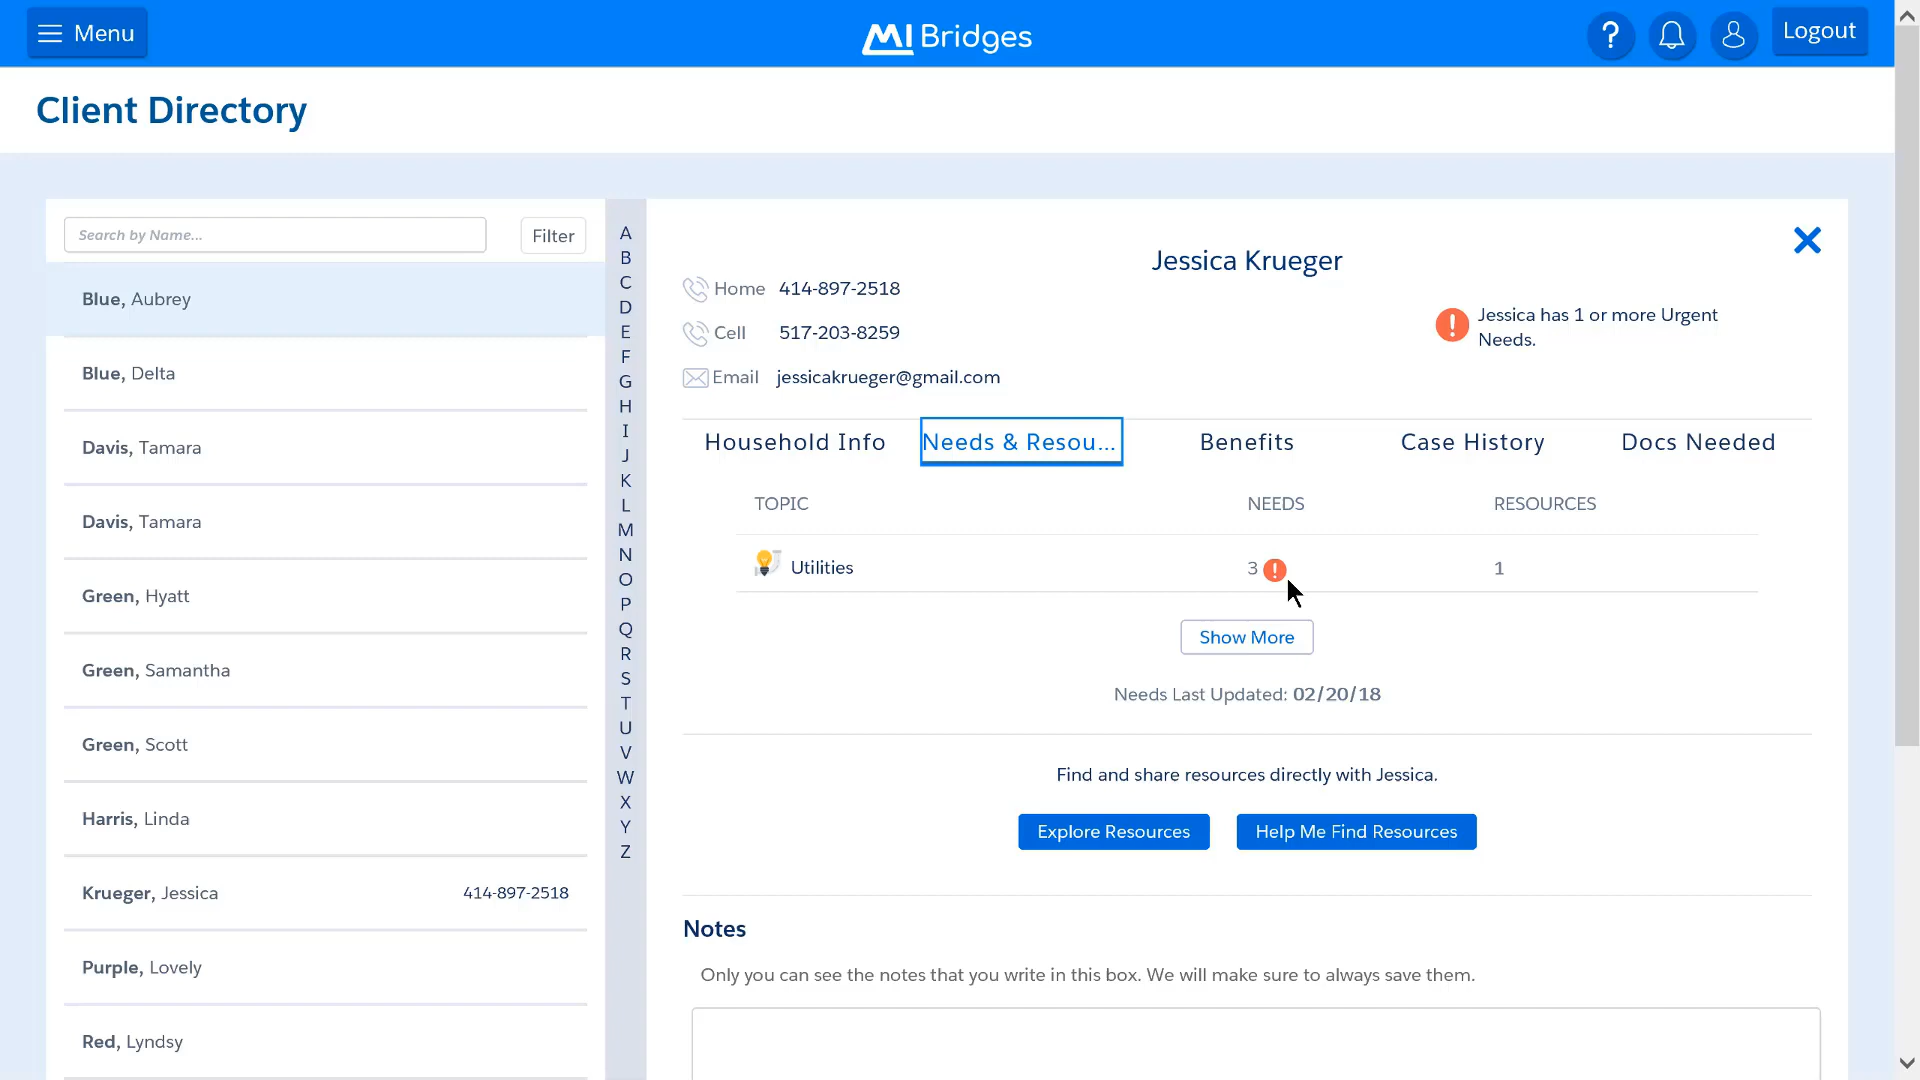 Menu
MI Bridges
?
Logout
Client Directory
Search by Name...
Filter
Blue, Aubrey
Blue, Delta
Davis, Tamara
Davis, Tamara
Green, Hyatt
Green, Samantha
Green, Scott
Harris, Linda
Krueger, Jessica 414-897-2518
Purple, Lovely
Red, Lyndsy
A
B
C
D
E
F
G
H
I
J
K
L
M
N
O
P
Q
R
S
T
U
V
W
X
Y
Z
Jessica Krueger
Home 414-897-2518
Cell 517-203-8259
Email jessicakrueger@gmail.com
! Jessica has 1 or more Urgent
Needs.
Household Info Needs & Resou... Benefits Case History Docs Needed
TOPIC NEEDS RESOURCES
Utilities 3 ! 1
Show More
Needs Last Updated: 02/20/18
Find and share resources directly with Jessica.
Explore Resources Help Me Find Resources
Notes
Only you can see the notes that you write in this box. We will make sure to always save them.